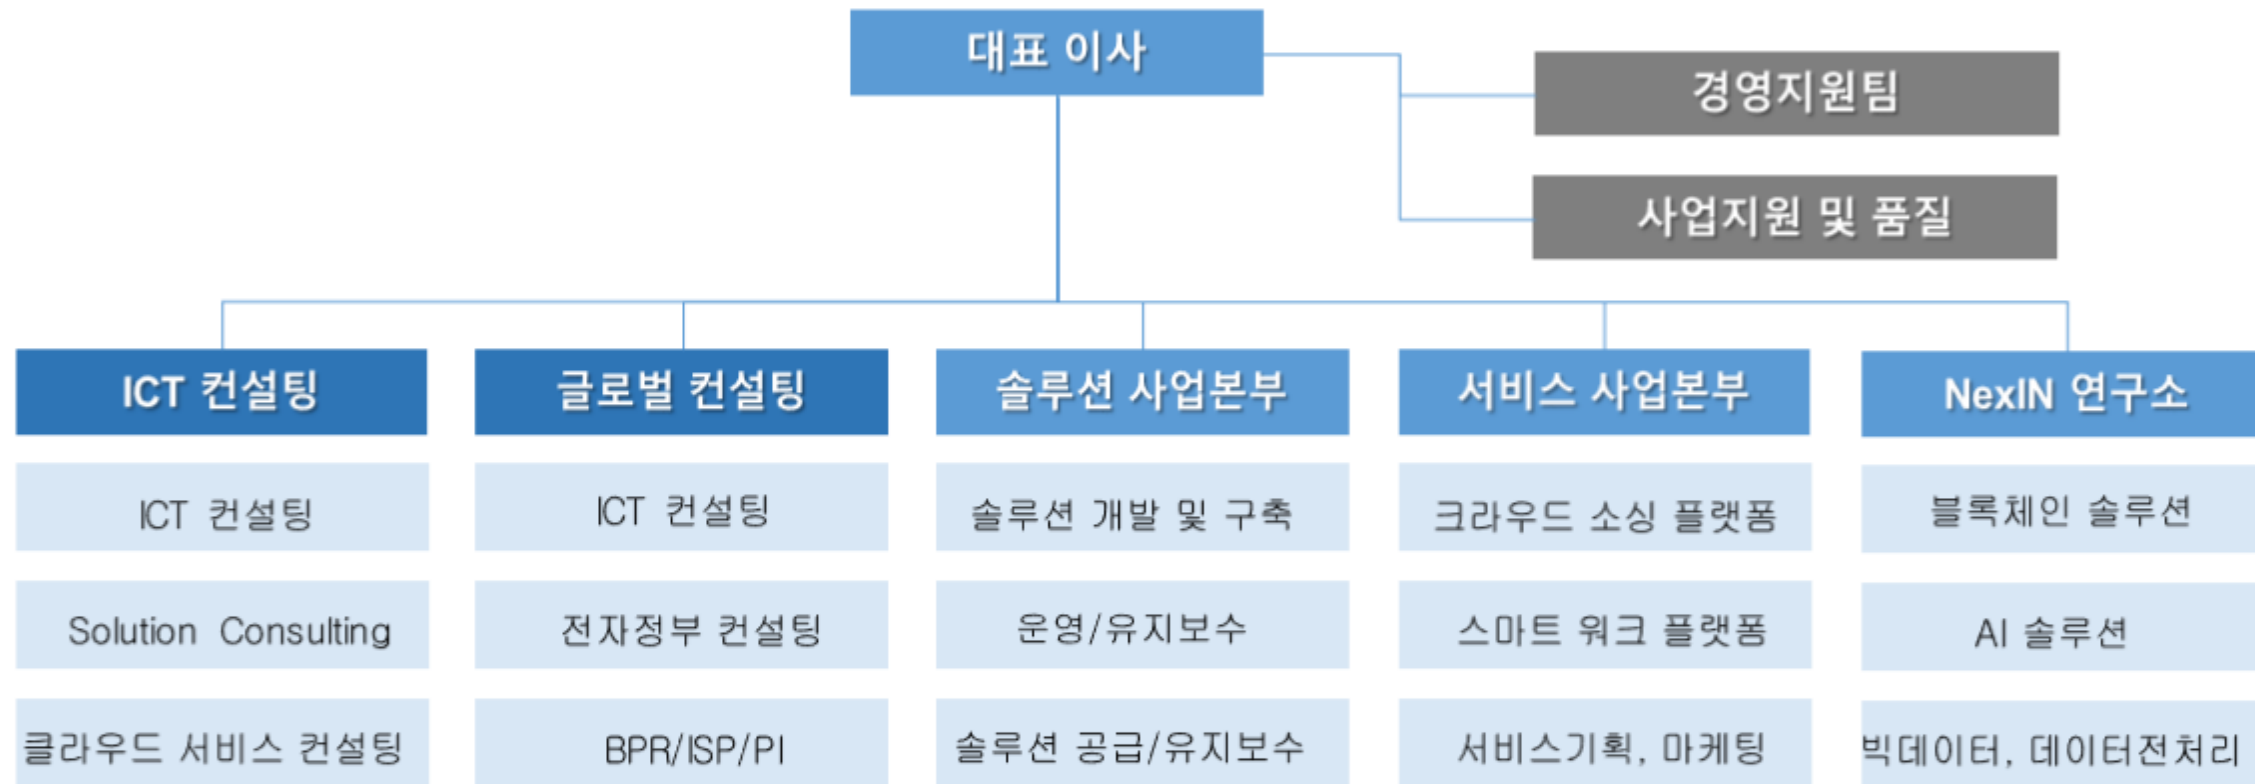 대표 이사
경영지원팀
사업지원 및 품질
ICT 컨설팅
글로벌 컨설팅
솔루션 사업본부
서비스 사업본부
NexIN 연구소
ICT 컨설팅
ICT 컨설팅
솔루션 개발 및 구축
크라우드 소싱 플랫폼
블록체인 솔루션
Solution Consulting
전자정부 컨설팅
운영/유지보수
스마트 워크 플랫폼
AI 솔루션
클라우드 서비스 컨설팅
BPR/ISP/PI
솔루션 공급/유지보수
서비스기획, 마케팅
빅데이터, 데이터전처리